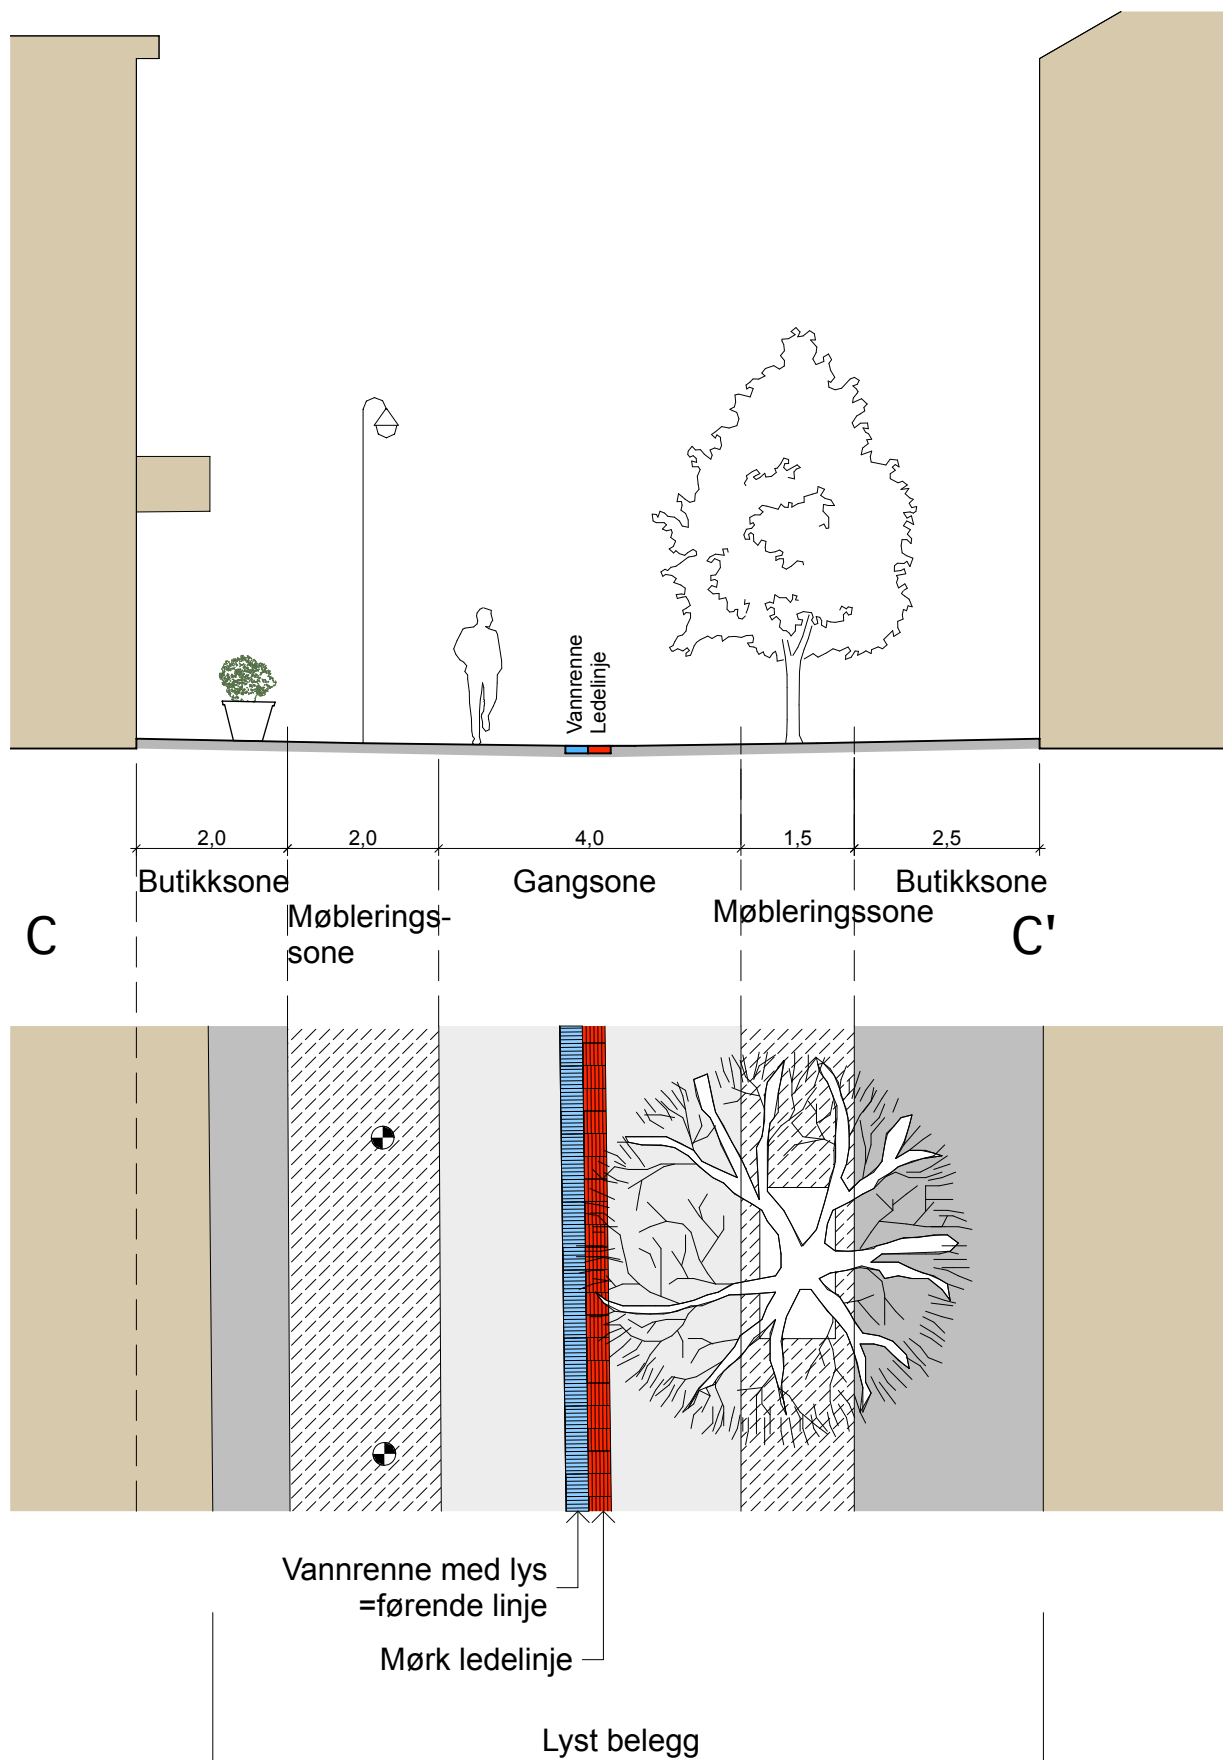 Vannrenne
Ledelinje
2,0
2,0
4,0
1,5
2,5
Butikksone
Gangsone
Butikksone
Møblerings-
sone
Møbleringssone
C
C'
Vannrenne med lys
=førende linje
Mørk ledelinje
Lyst belegg